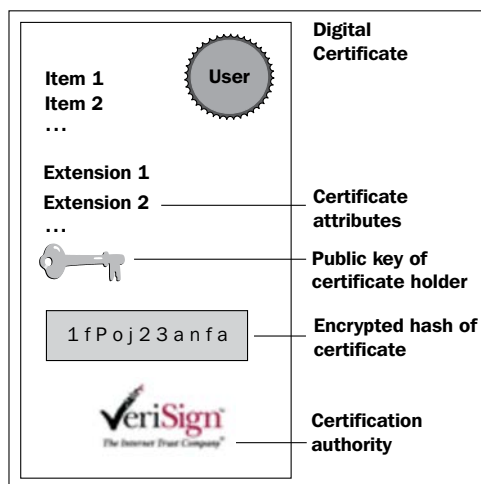 Digital
Certificate
User
Item 1
Item 2
...
Extension 1
Extension 2
...
Certificate
attributes
Public key of
certificate holder
1fPoj23anfa
Encrypted hash of
certificate
VeriSign™
The Internet Trust Company®
Certification
authority